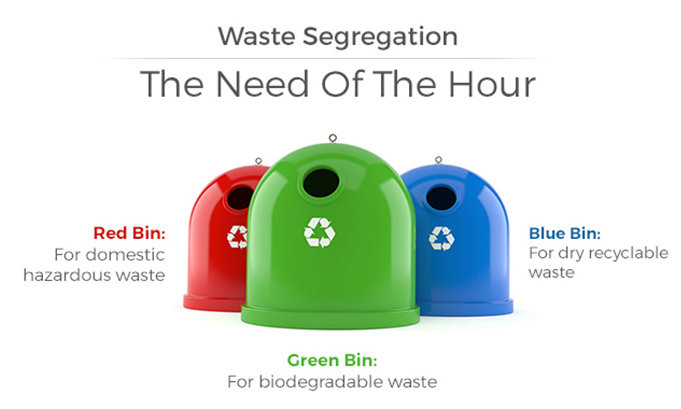 Waste Segregation
The Need Of The Hour
Red Bin:
For domestic
hazardous waste
Blue Bin:
For dry recyclable
waste
Green Bin:
For biodegradable waste